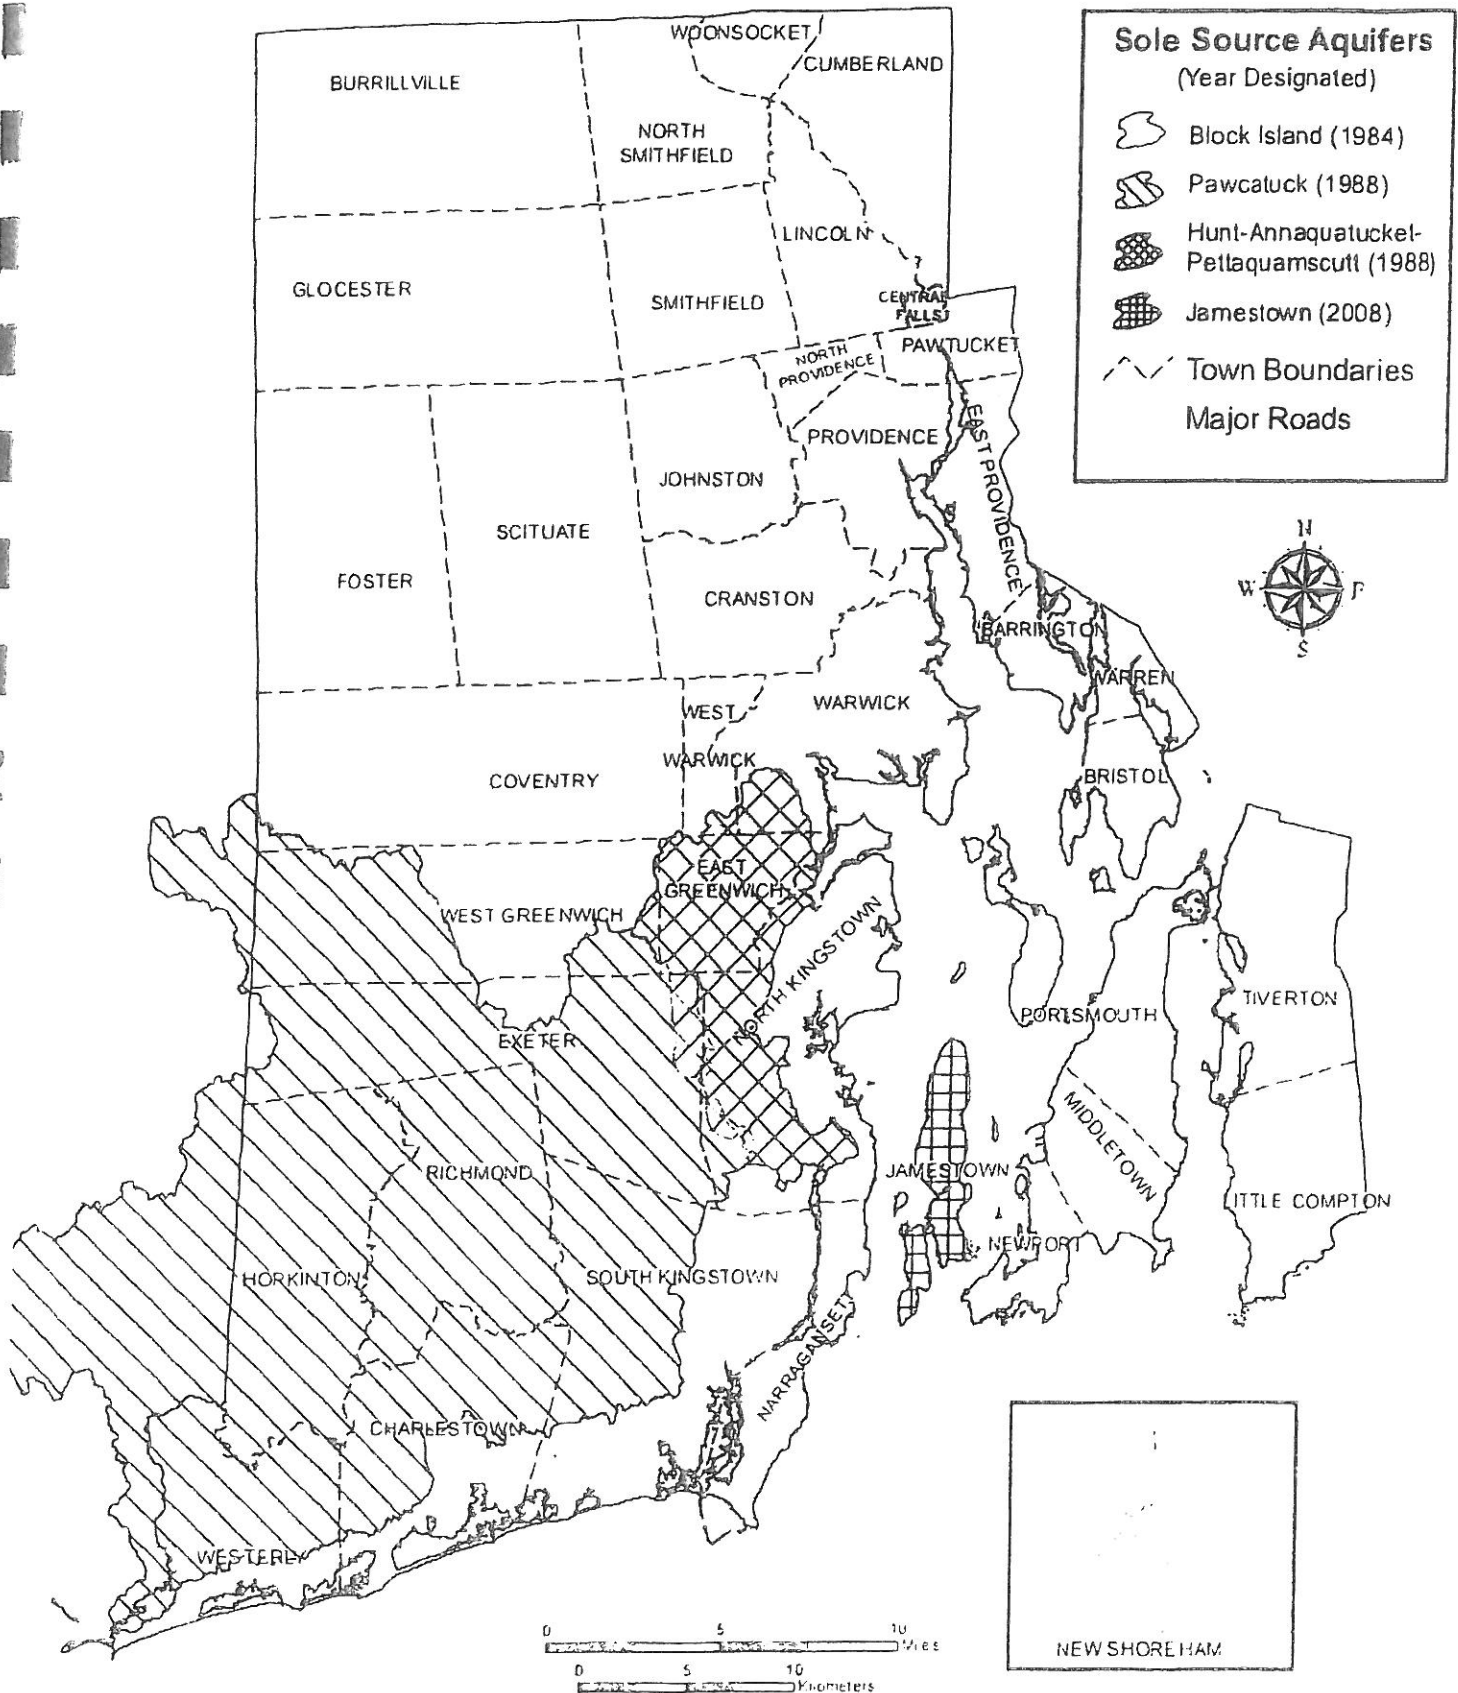 WOONSOCKET
CUMBERLAND
BURRILLVILLE
NORTH
SMITHFIELD
LINCOLN
GLOCESTER
SMITHFIELD
CENTRAL
FALLS
NORTH
PROVIDENCE
PAWTUCKET
PROVIDENCE
EAST PROVIDENCE
JOHNSTON
SCITUATE
FOSTER
CRANSTON
BARRINGTON
WARREN
WEST
WARWICK
WARWICK
COVENTRY
BRISTOL
EAST
GREENWICH
WEST GREENWICH
NORTH KINGSTOWN
TIVERTON
PORTSMOUTH
EXETER
MIDDLETOWN
RICHMOND
JAMESTOWN
ITTLE COMPTON
NEWPORT
HORKINTON
SOUTH KINGSTOWN
NARRAGANSETT
CHARLESTOWN
WESTERLY
NEW SHOREHAM
Sole Source Aquifers
(Year Designated)
Block Island (1984)
Pawcatuck (1988)
Hunt-Annaquatucket-
Pettaquamscutt (1988)
Jamestown (2008)
Town Boundaries
Major Roads
N
W
S
0 5 10
Miles
0 5 10
Kilometers